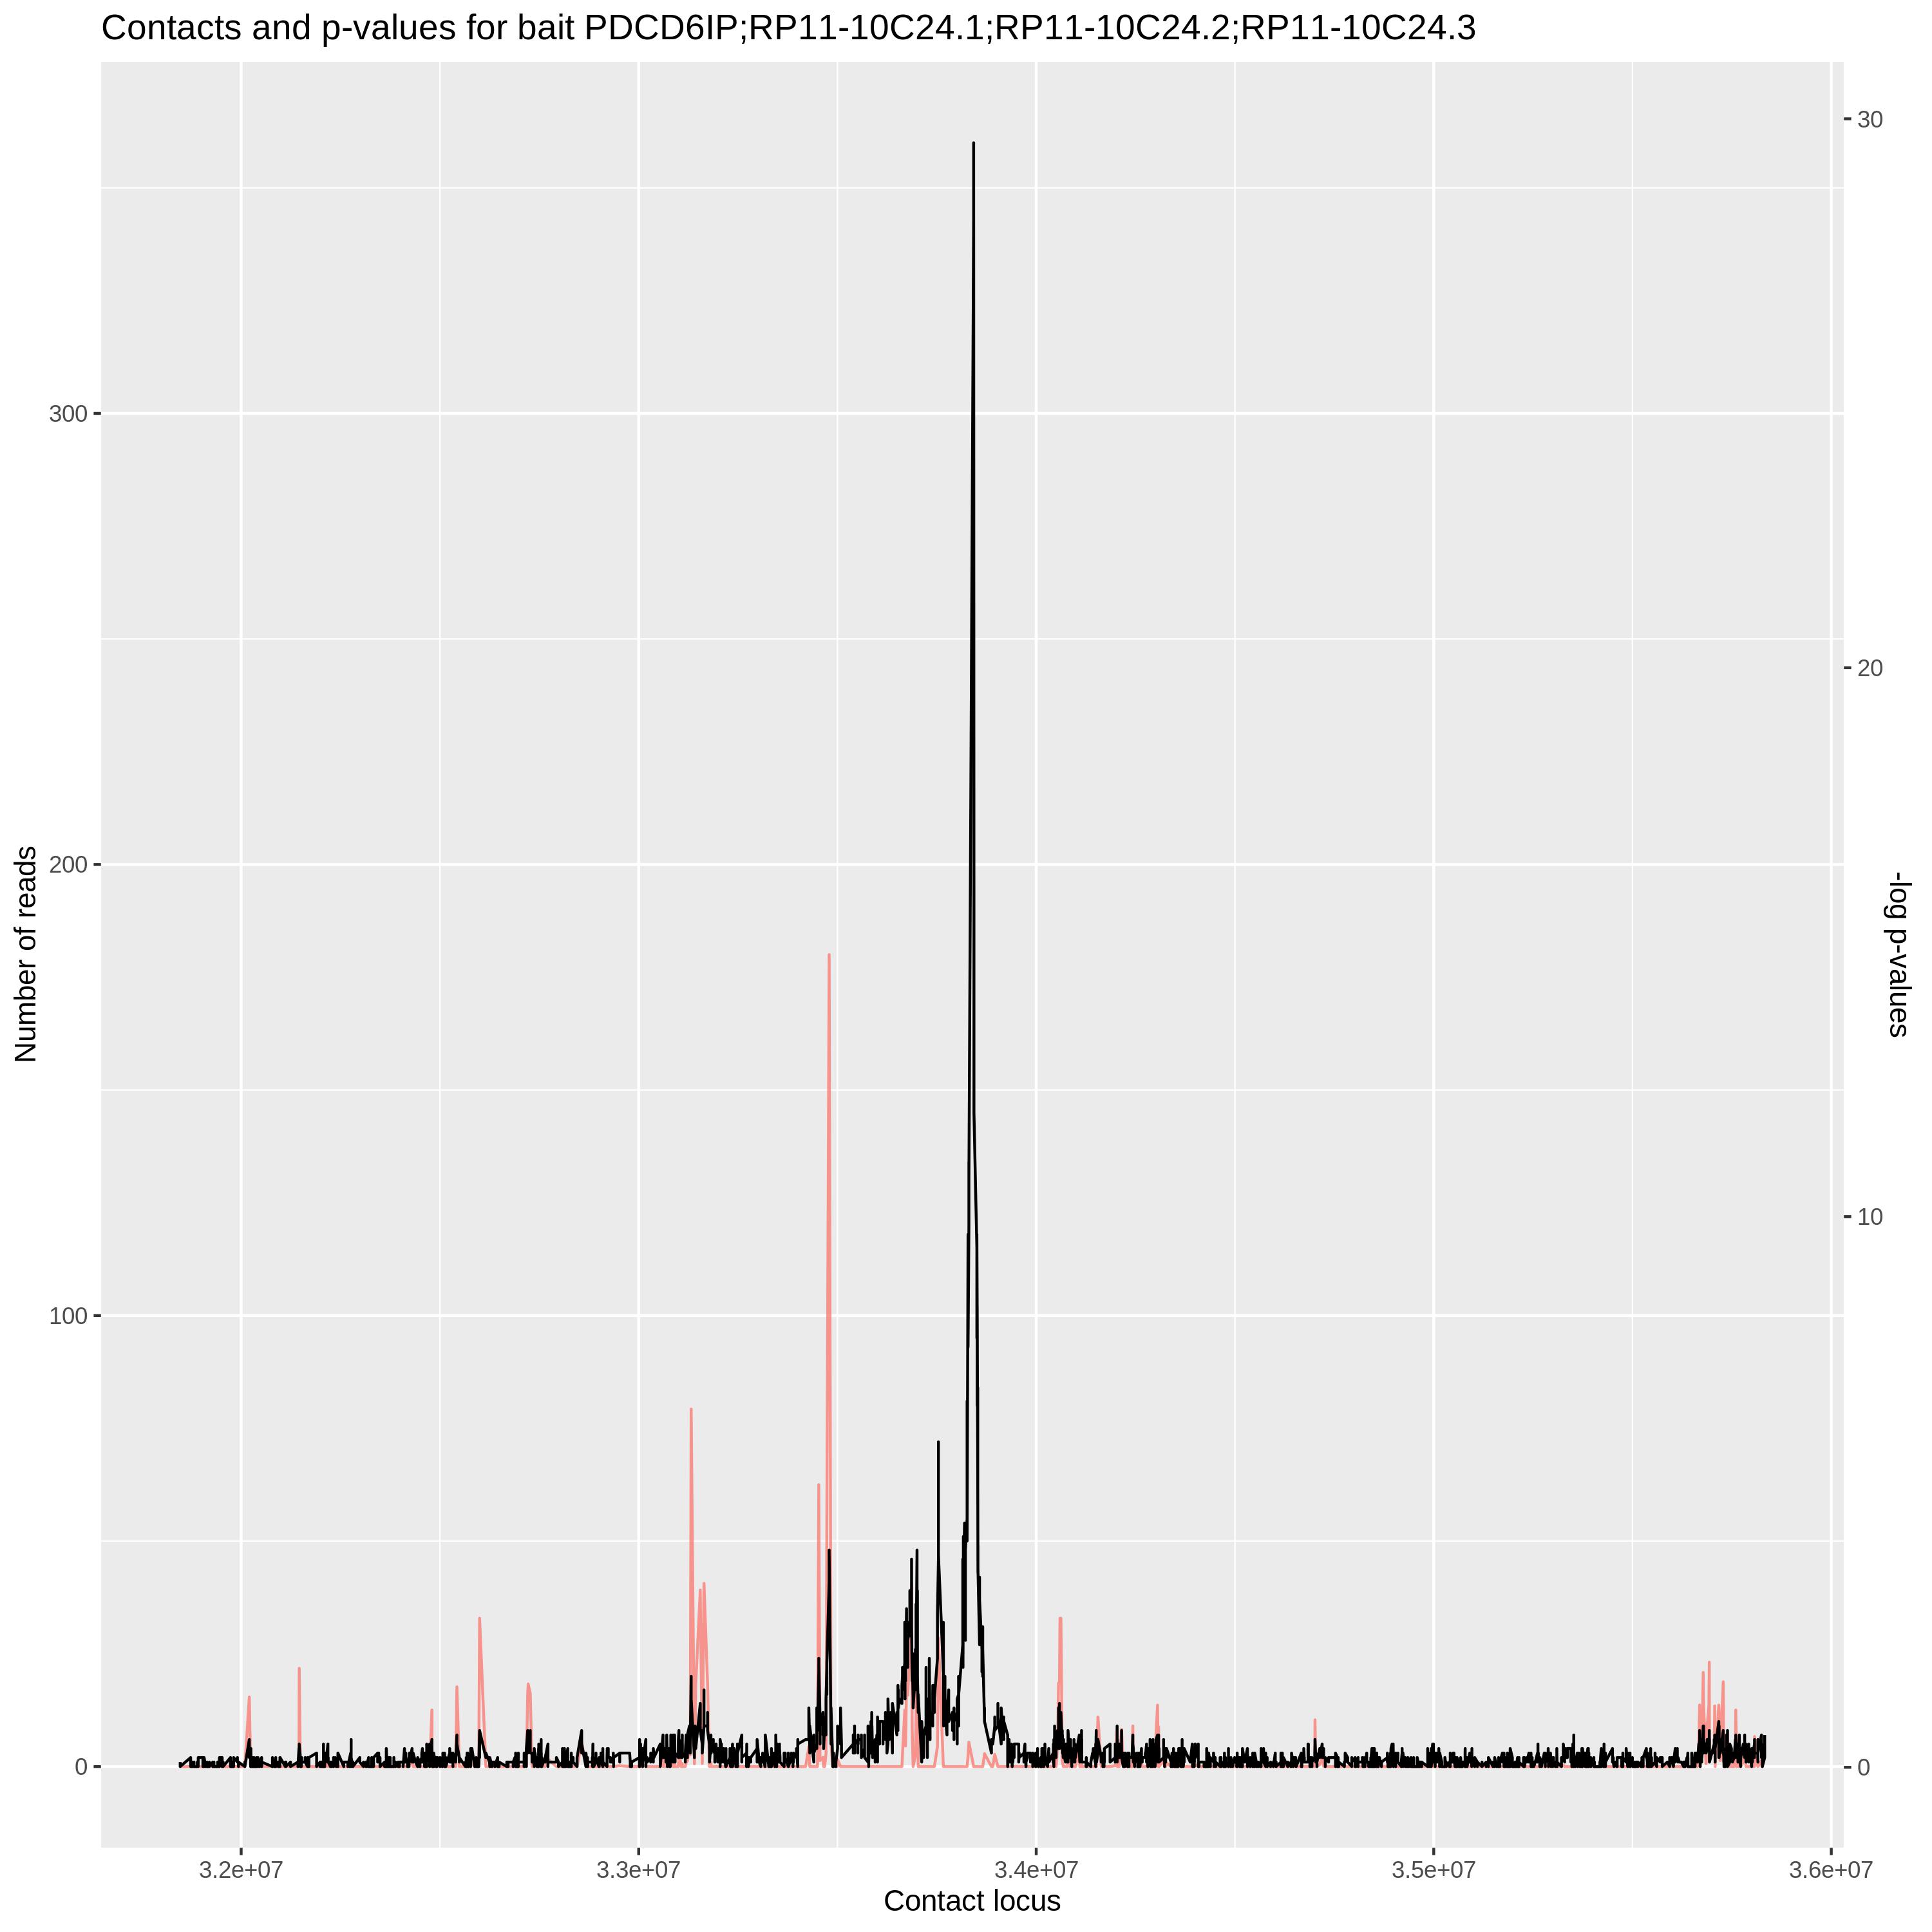 Contacts and p-values for bait PDCD6IP;RP11-10C24.1;RP11-10C24.2;RP11-10C24.3
30
300
20
200
Number of reads
-log p-values
10
100
0
0
3.2e+07
3.3e+07
3.4e+07
3.5e+07
3.6e+07
Contact locus